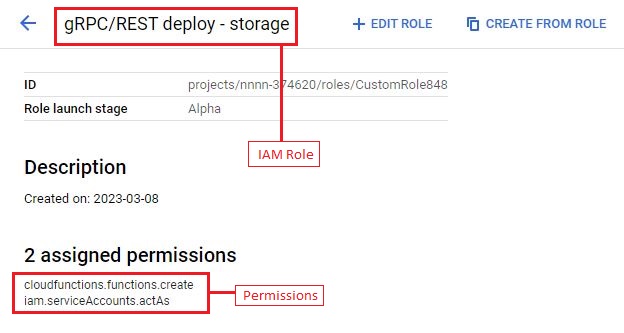 gRPC/REST deploy - storage
EDIT ROLE
CREATE FROM ROLE
ID projects/nnnn-374620/roles/CustomRole848
Role launch stage Alpha
IAM Role
Description
Created on: 2023-03-08
2 assigned permissions
cloudfunctions.functions.create
iam.serviceAccounts.actAs
Permissions